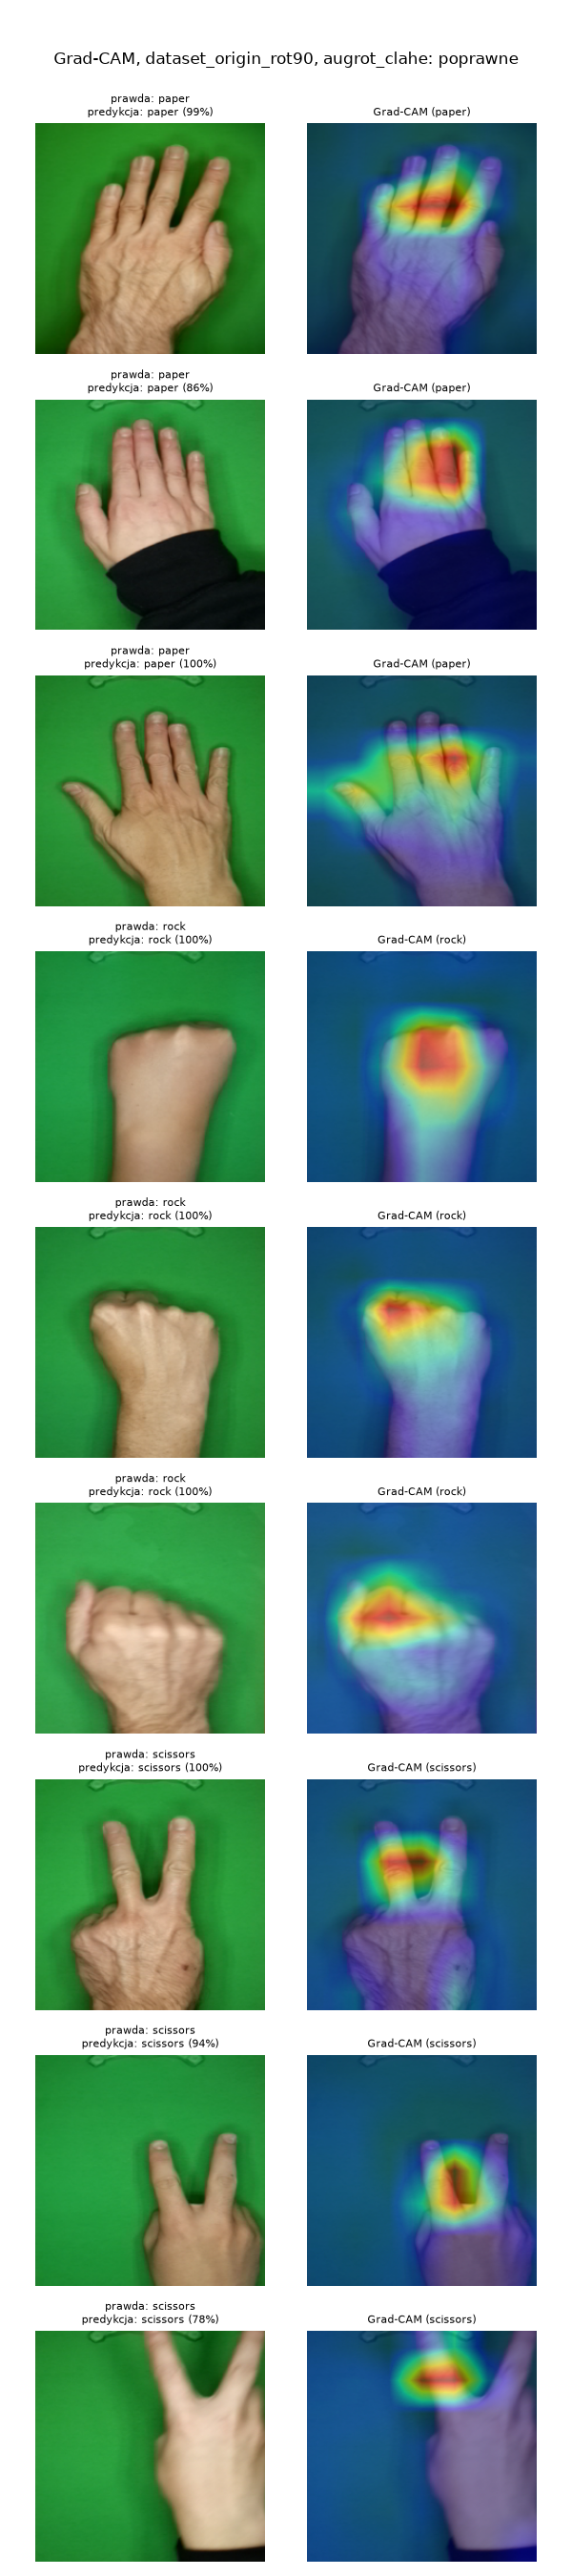 Grad-CAM, dataset_origin_rot90, augrot_clahe: poprawne
prawda: paper
predykcja: paper (99%)
Grad-CAM (paper)
prawda: paper
predykcja: paper (86%)
Grad-CAM (paper)
prawda: paper
predykcja: paper (100%)
Grad-CAM (paper)
prawda: rock
predykcja: rock (100%)
Grad-CAM (rock)
prawda: rock
predykcja: rock (100%)
Grad-CAM (rock)
prawda: rock
predykcja: rock (100%)
Grad-CAM (rock)
prawda: scissors
predykcja: scissors (100%)
Grad-CAM (scissors)
prawda: scissors
predykcja: scissors (94%)
Grad-CAM (scissors)
prawda: scissors
predykcja: scissors (78%)
Grad-CAM (scissors)